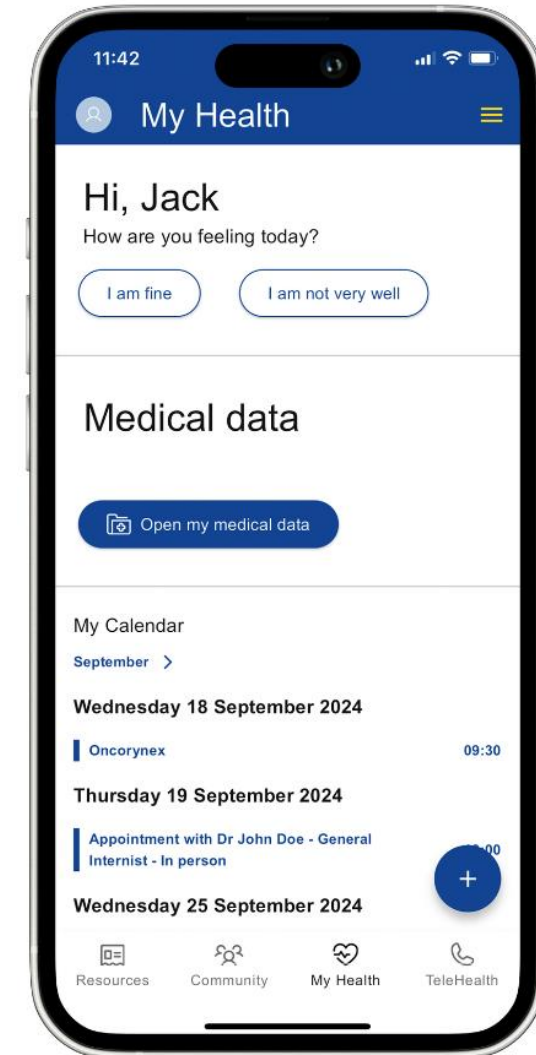 11:42
My Health
Hi, Jack
How are you feeling today?
I am fine
I am not very well
Medical data
Open my medical data
My Calendar
September
Wednesday 18 September 2024
Oncorynex 09:30
Thursday 19 September 2024
Appointment with Dr John Doe - General
Internist - In person
+
Wednesday 25 September 2024
Resources Community My Health TeleHealth